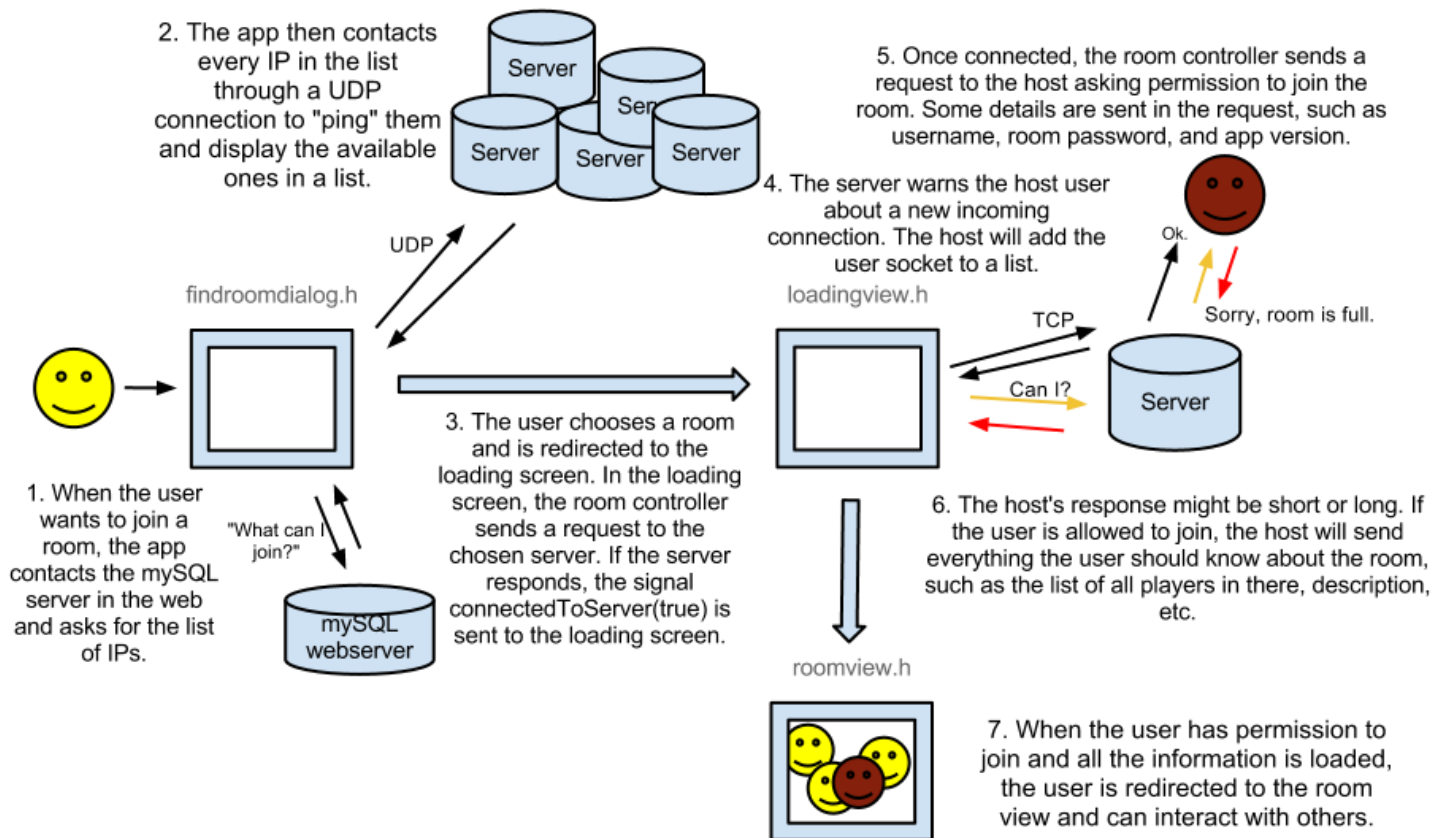 2. The app then contacts
every IP in the list
through a UDP
connection to "ping" them
and display the available
ones in a list.
Server
Server
Server
Server
5. Once connected, the room controller sends a
request to the host asking permission to join the
room. Some details are sent in the request, such as
username, room password, and app version.
4. The server warns the host user
about a new incoming
connection. The host will add the
user socket to a list.
Ok.
UDP
findroomdialog.h
loadingview.h
TCP
Sorry, room is full.
Can I?
Server
3. The user chooses a room
and is redirected to the
loading screen. In the loading
screen, the room controller
sends a request to the
chosen server. If the server
responds, the signal
connectedToServer(true) is
sent to the loading screen.
1. When the user
wants to join a
room, the app
contacts the mySQL
server in the web
and asks for the list
of IPs.
"What can I
join?"
mySQL
webserver
6. The host's response might be short or long. If
the user is allowed to join, the host will send
everything the user should know about the room,
such as the list of all players in there, description,
etc.
roomview.h
7. When the user has permission to
join and all the information is loaded,
the user is redirected to the room
view and can interact with others.